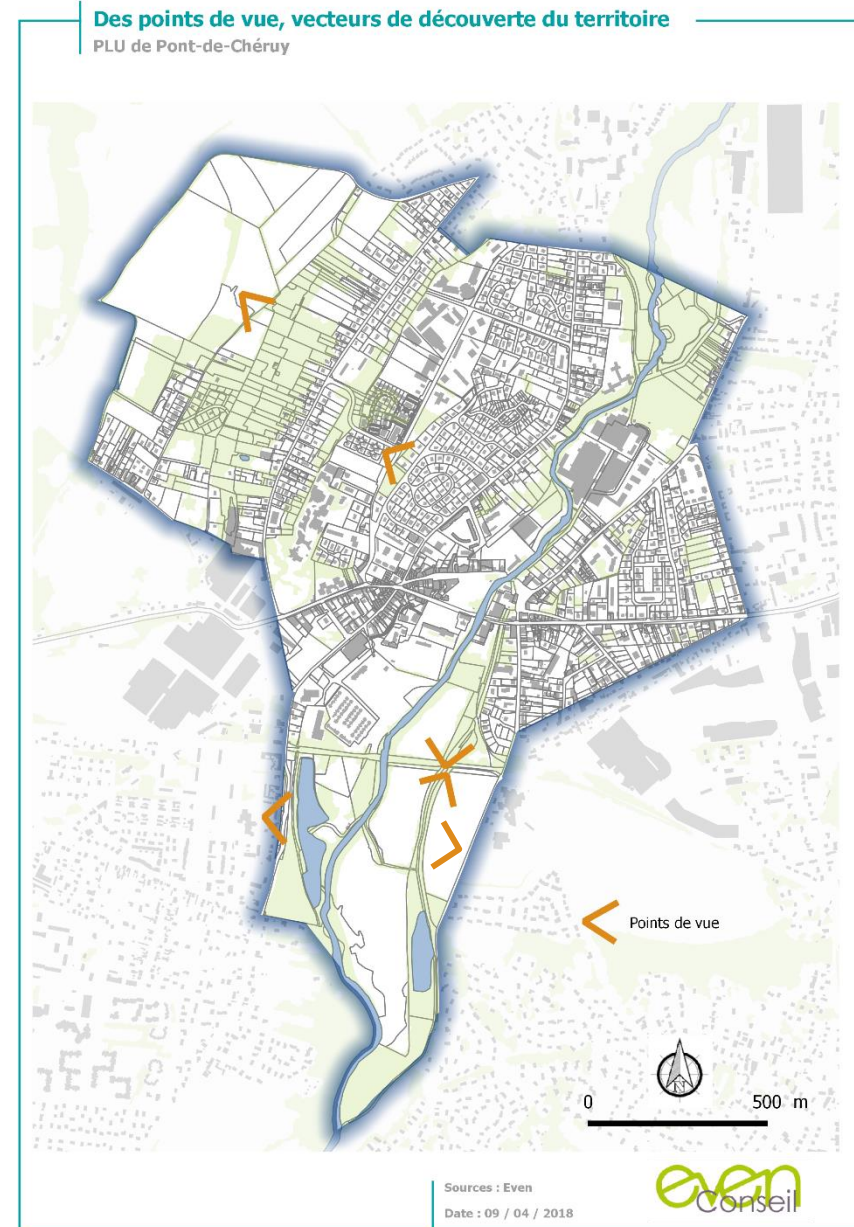 Des points de vue, vecteurs de découverte du territoire
PLU de Pont-de-Chéruy
Points de vue
N
0 500 m
Sources : Even
Date : 09 / 04 / 2018
even
Conseil